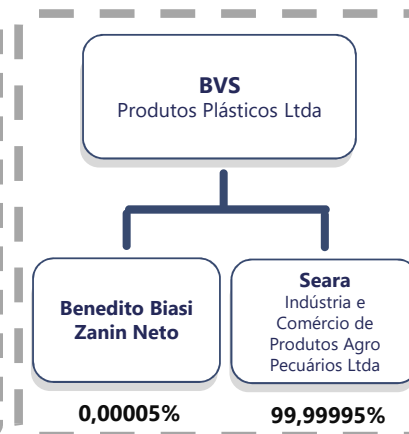 BVS
Produtos Plásticos Ltda
Benedito Biasi
Zanin Neto
Seara
Indústria e
Comércio de
Produtos Agro
Pecuários Ltda
0,00005%
99,99995%